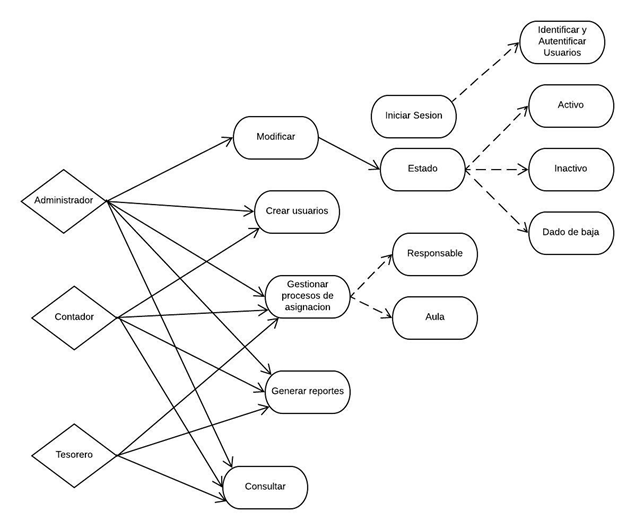 Identificar y
Autentificar
Usuarios
Iniciar Sesion
Activo
Modificar
Estado
Inactivo
Administrador
Crear usuarios
Dado de baja
Responsable
Gestionar
procesos de
asignacion
Contador
Aula
Generar reportes
Tesorero
Consultar